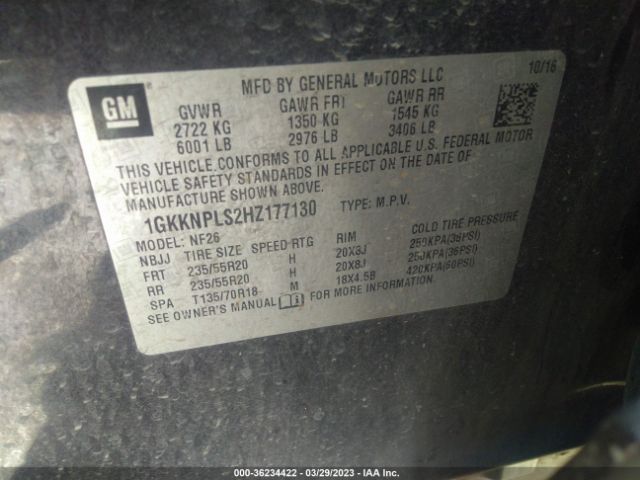 MFD BY GENERAL MOTORS LLC 10/16
GM
GVWR GAWR FRT GAWR RR
2722 KG 1350 KG 1545 KG
6001 LB 2976 LB 3406 LB
THIS VEHICLE CONFORMS TO ALL APPLICABLE U.S. FEDERAL MOTOR
VEHICLE SAFETY STANDARDS IN EFFECT ON THE DATE OF
MANUFACTURE SHOWN ABOVE.
1GKKNPLS2HZ177130 TYPE: M.P.V.
MODEL: NF26
NBJJ TIRE SIZE SPEED RTG RIM COLD TIRE PRESSURE
FRT 235/55R20 H 20X8J 250KPA(36PSI)
RR 235/55R20 H 20X8J 250KPA(36PSI)
SPA T135/70R18 M 18X4.5B 420KPA(60PSI)
SEE OWNER'S MANUAL FOR MORE INFORMATION.
000-36234422 - 03/29/2023 - IAA Inc.